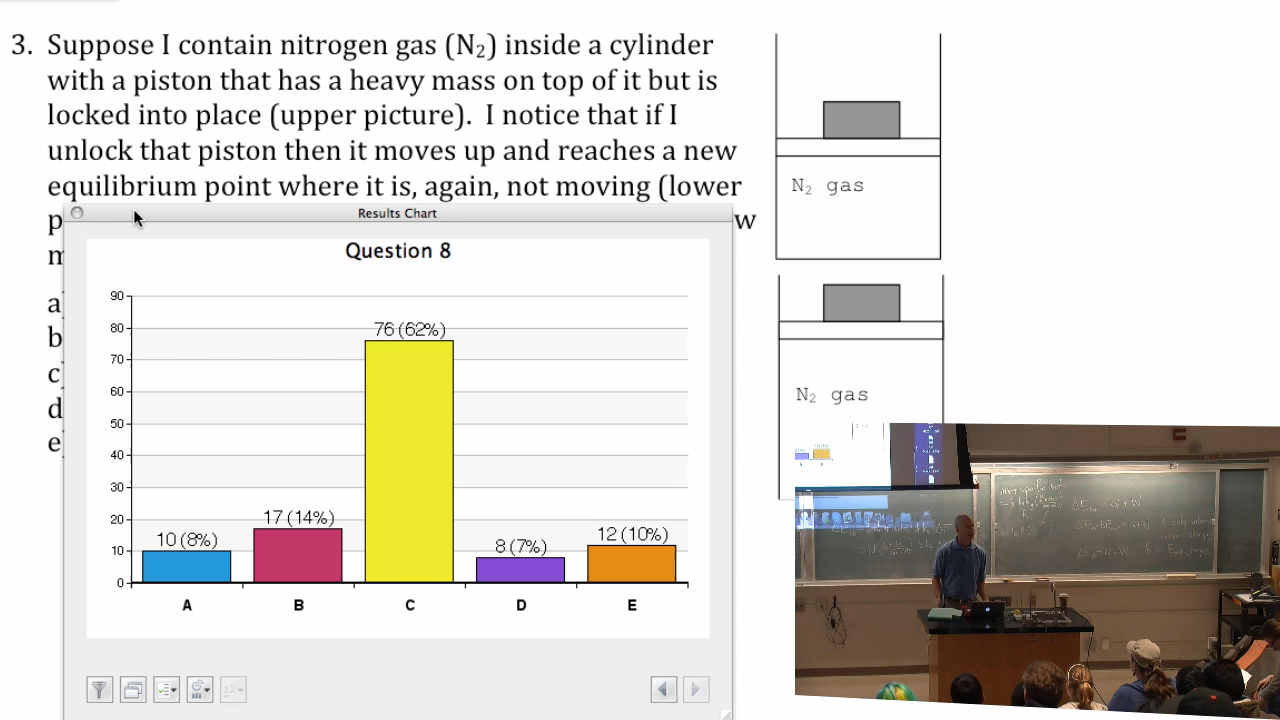 3. Suppose I contain nitrogen gas (N₂) inside a cylinder
with a piston that has a heavy mass on top of it but is
locked into place (upper picture). I notice that if I
unlock that piston then it moves up and reaches a new
equilibrium point where it is, again, not moving (lower
p
w
m
a)
b
c)
d
e)
N₂ gas
N₂ gas
Results Chart
Question 8
90
80
70
60
50
40
30
20
10
0
10 (8%)
17 (14%)
76 (62%)
8 (7%)
12 (10%)
A B C D E
12